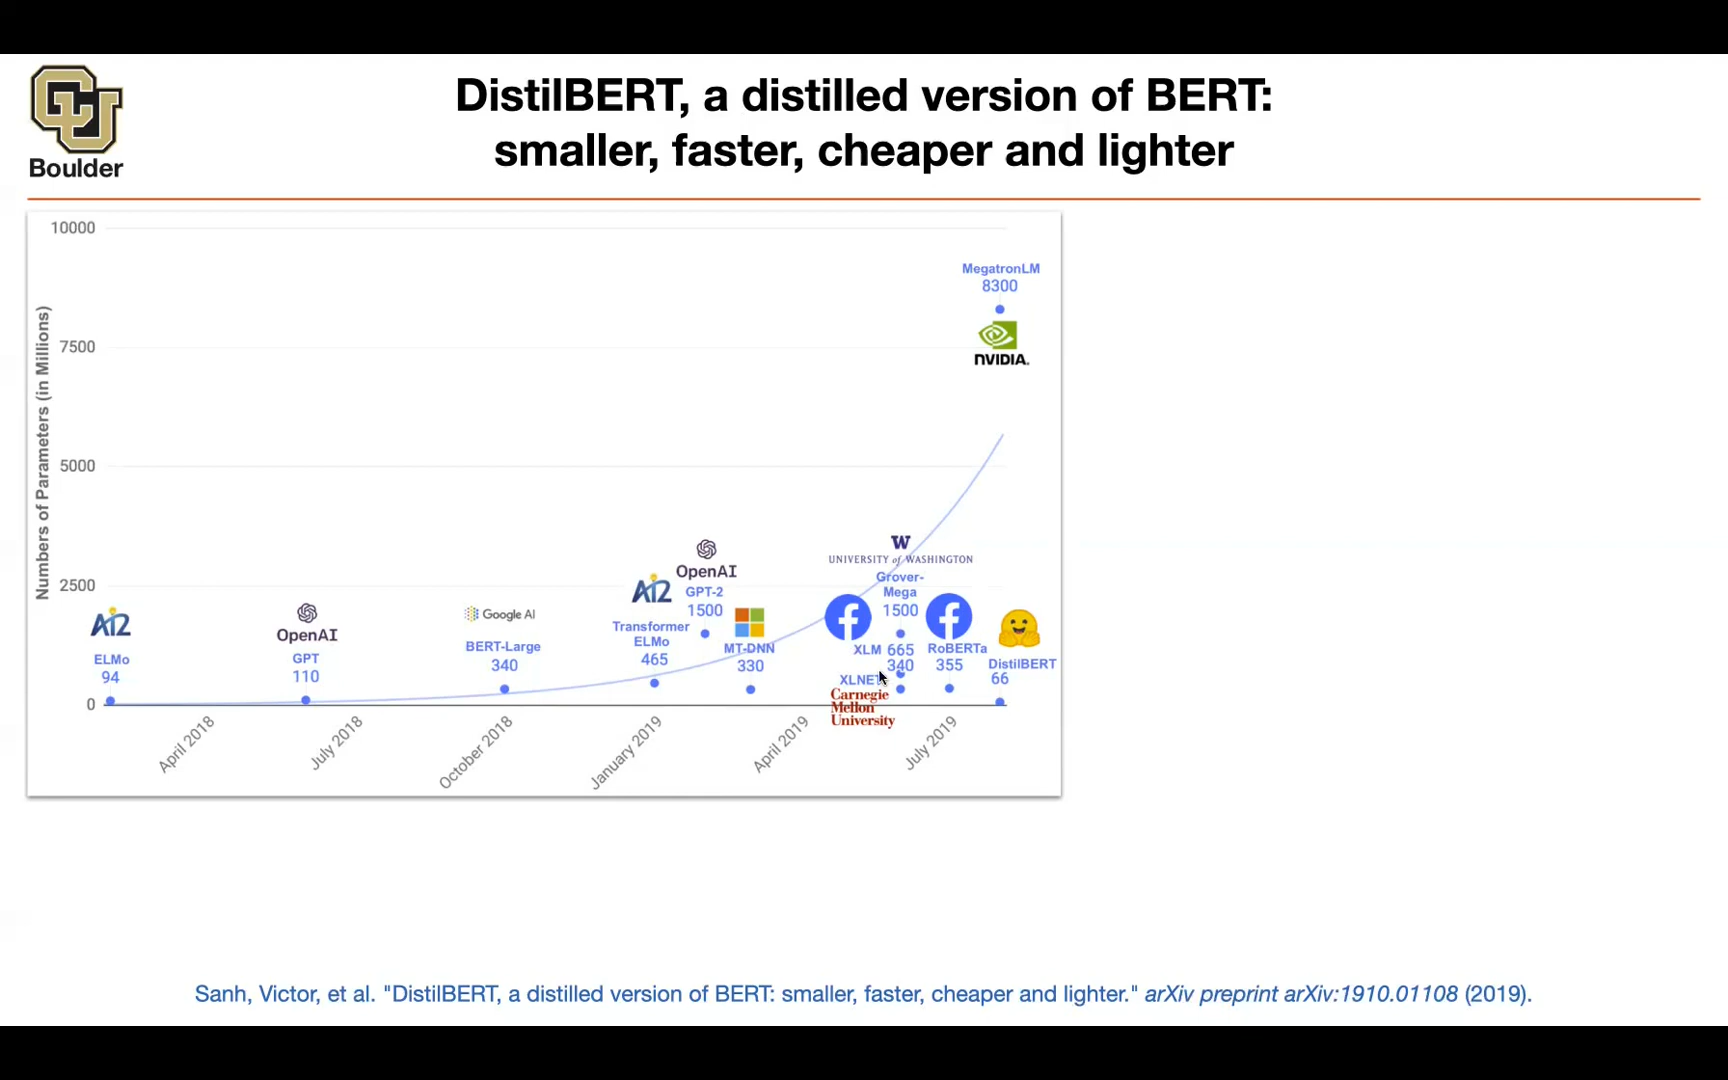 CU
Boulder
DistilBERT, a distilled version of BERT:
smaller, faster, cheaper and lighter
Numbers of Parameters (in Millions)
10000
7500
5000
2500
0
AI2
ELMo
94
OpenAI
GPT
110
Google AI
BERT-Large
340
AI2
Transformer
ELMo
465
OpenAI
GPT-2
1500
MT-DNN
330
W
UNIVERSITY of WASHINGTON
Grover-
Mega
1500
XLM 665
340
XLNET
Carnegie
Mellon
University
RoBERTa
355
MegatronLM
8300
NVIDIA.
DistilBERT
66
April 2018
July 2018
October 2018
January 2019
April 2019
July 2019
Sanh, Victor, et al. "DistilBERT, a distilled version of BERT: smaller, faster, cheaper and lighter." arXiv preprint arXiv:1910.01108 (2019).